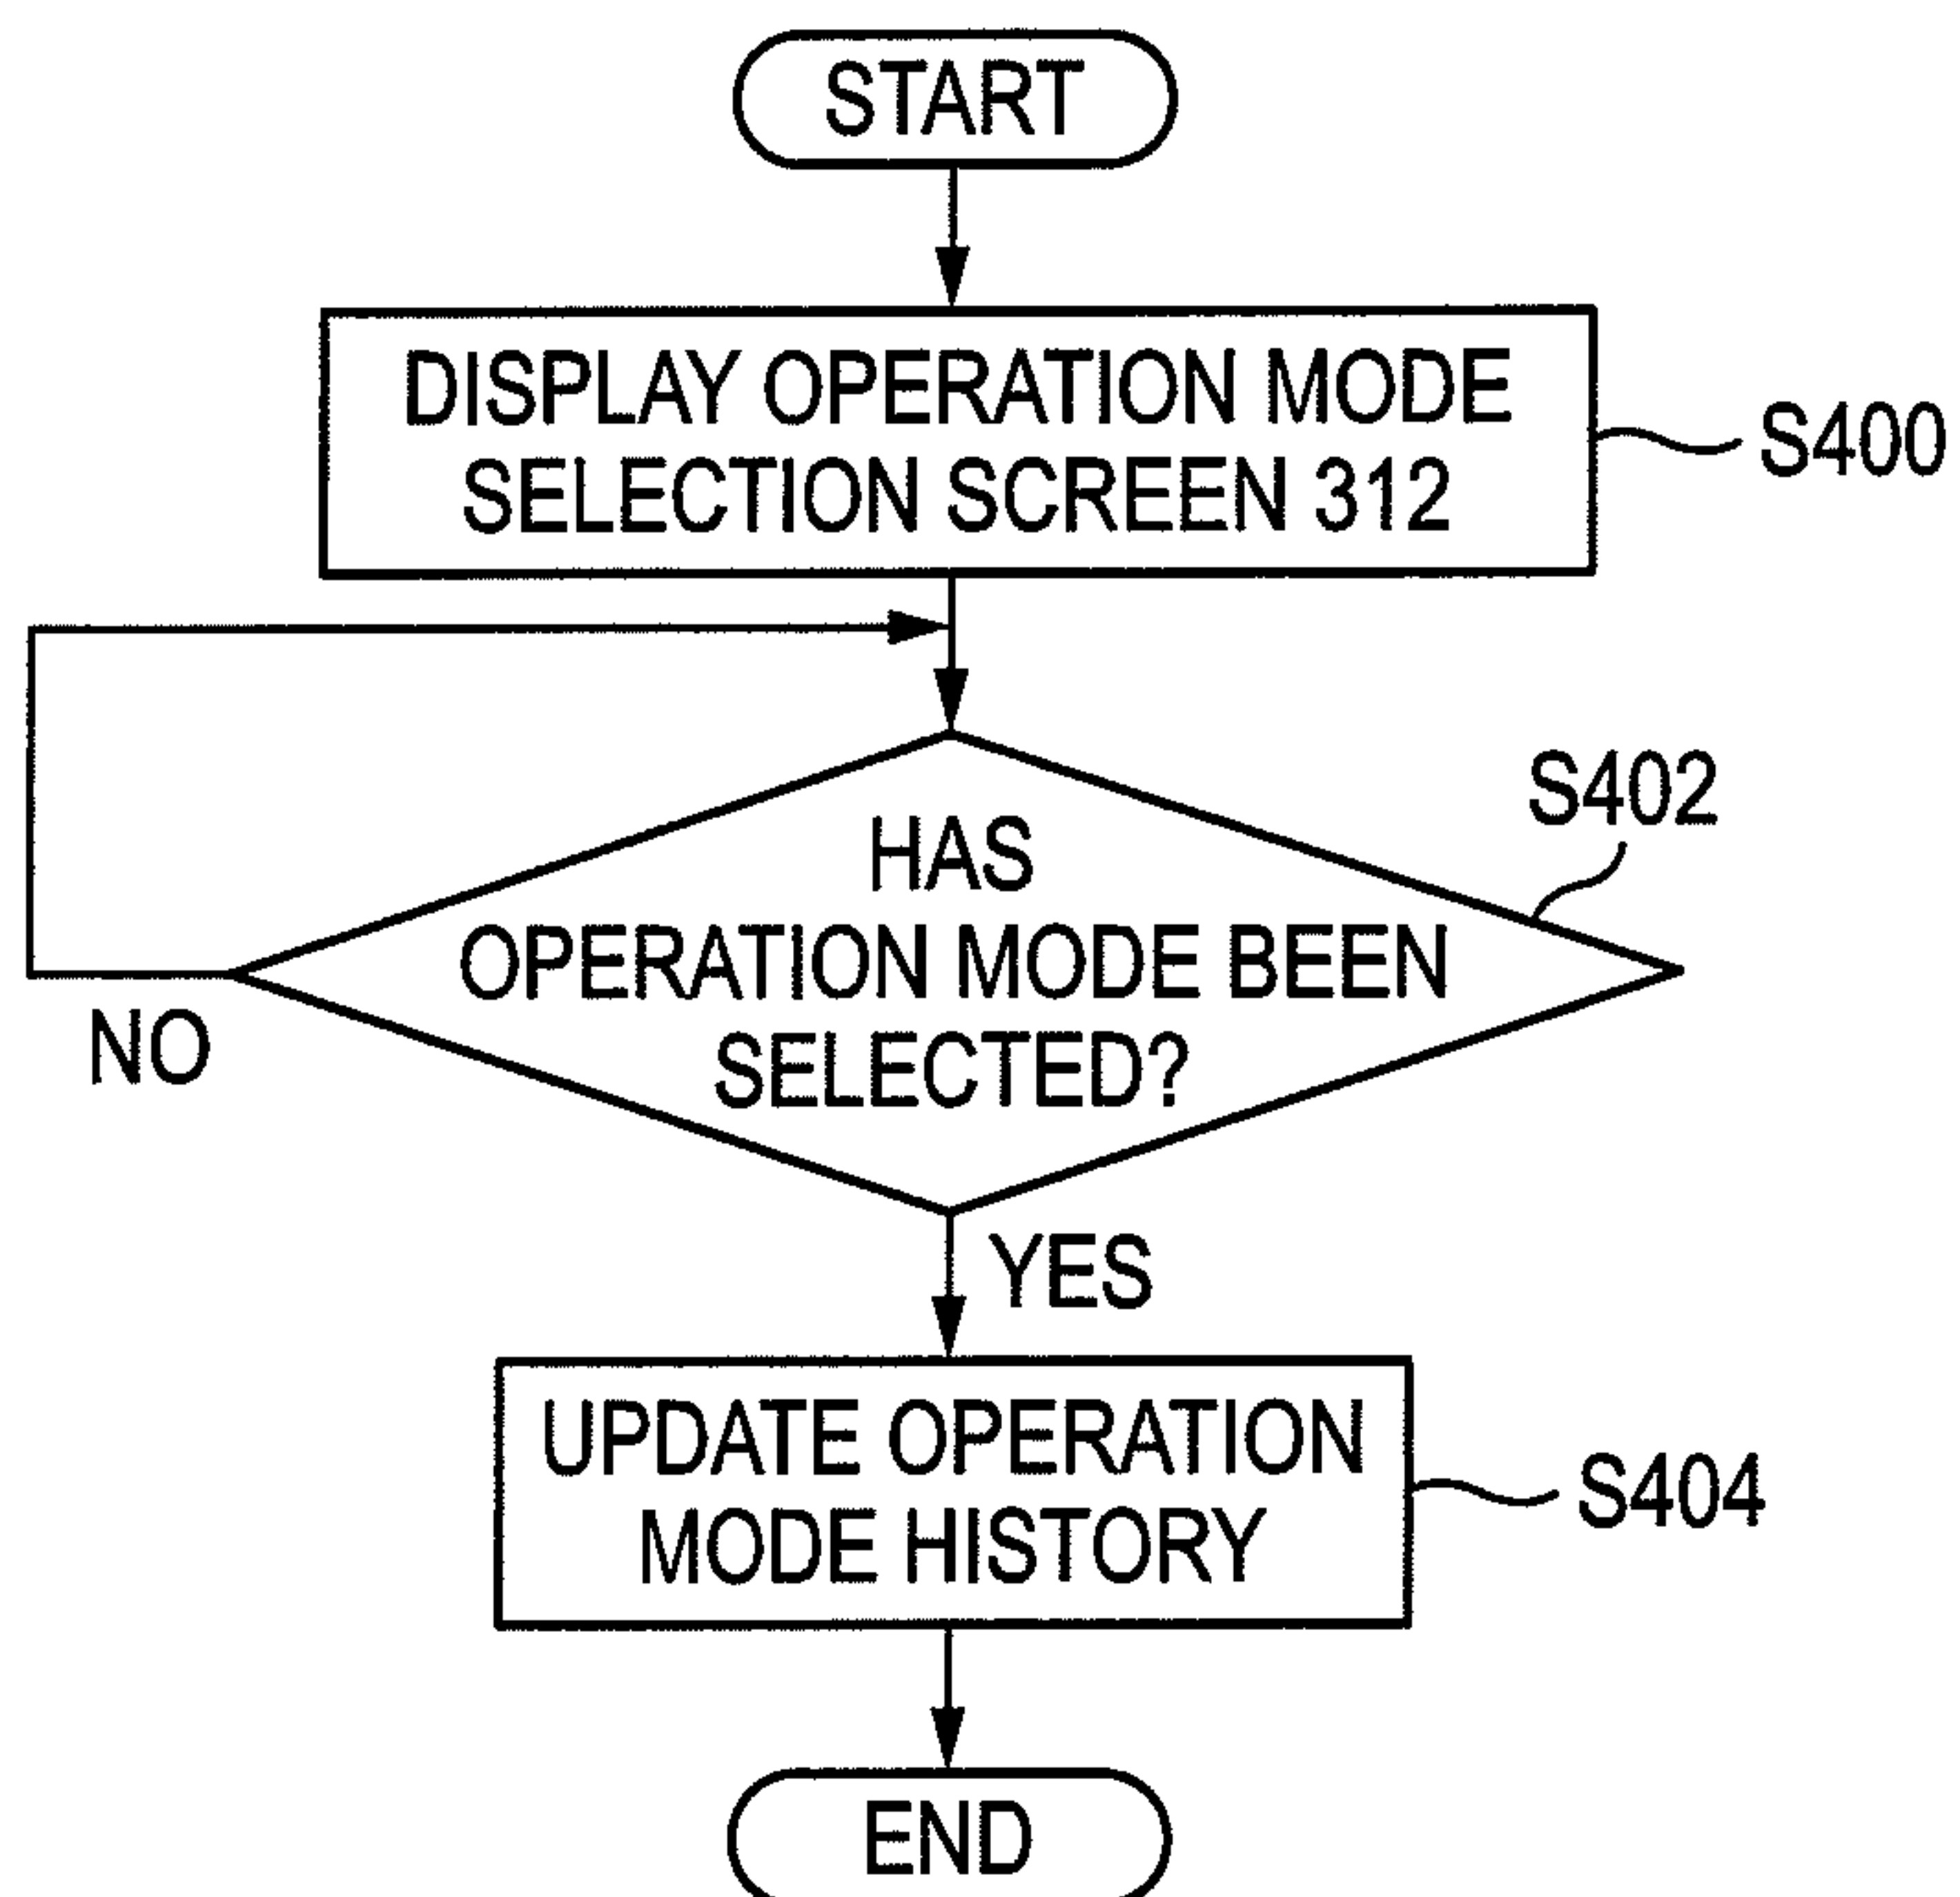 START
DISPLAY OPERATION MODE
SELECTION SCREEN 312
S400
S402
HAS
OPERATION MODE BEEN
SELECTED?
NO
YES
UPDATE OPERATION
MODE HISTORY
S404
END